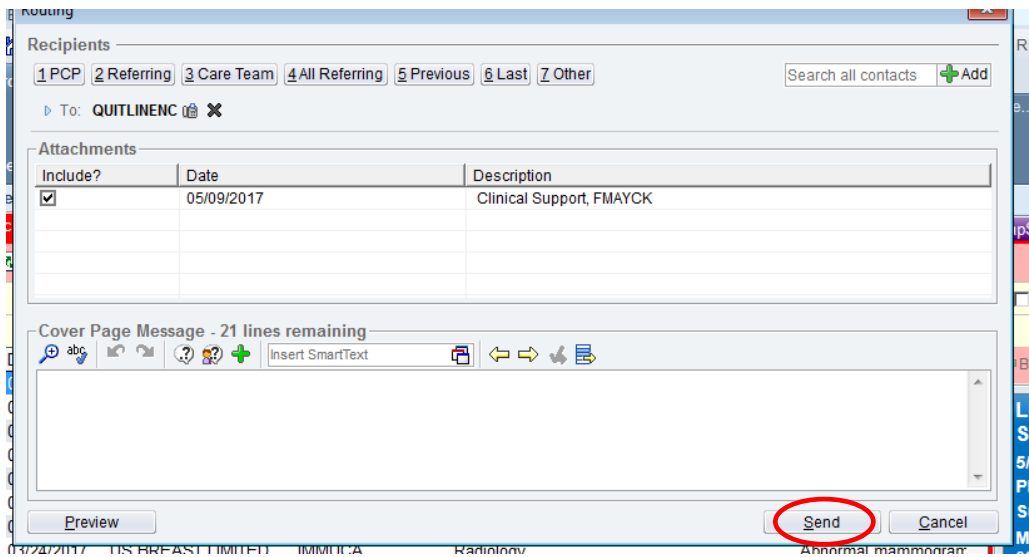 Routing
Recipients
1 PCP 2 Referring 3 Care Team 4 All Referring 5 Previous 6 Last 7 Other Search all contacts Add
To: QUITLINENC
Attachments
Include? Date Description
05/09/2017 Clinical Support, FMAYCK
Cover Page Message - 21 lines remaining
abc Insert SmartText
Preview Send Cancel
03/24/2017 US BREAST LIMITED IMMUCA Radiology Abnormal mammogram